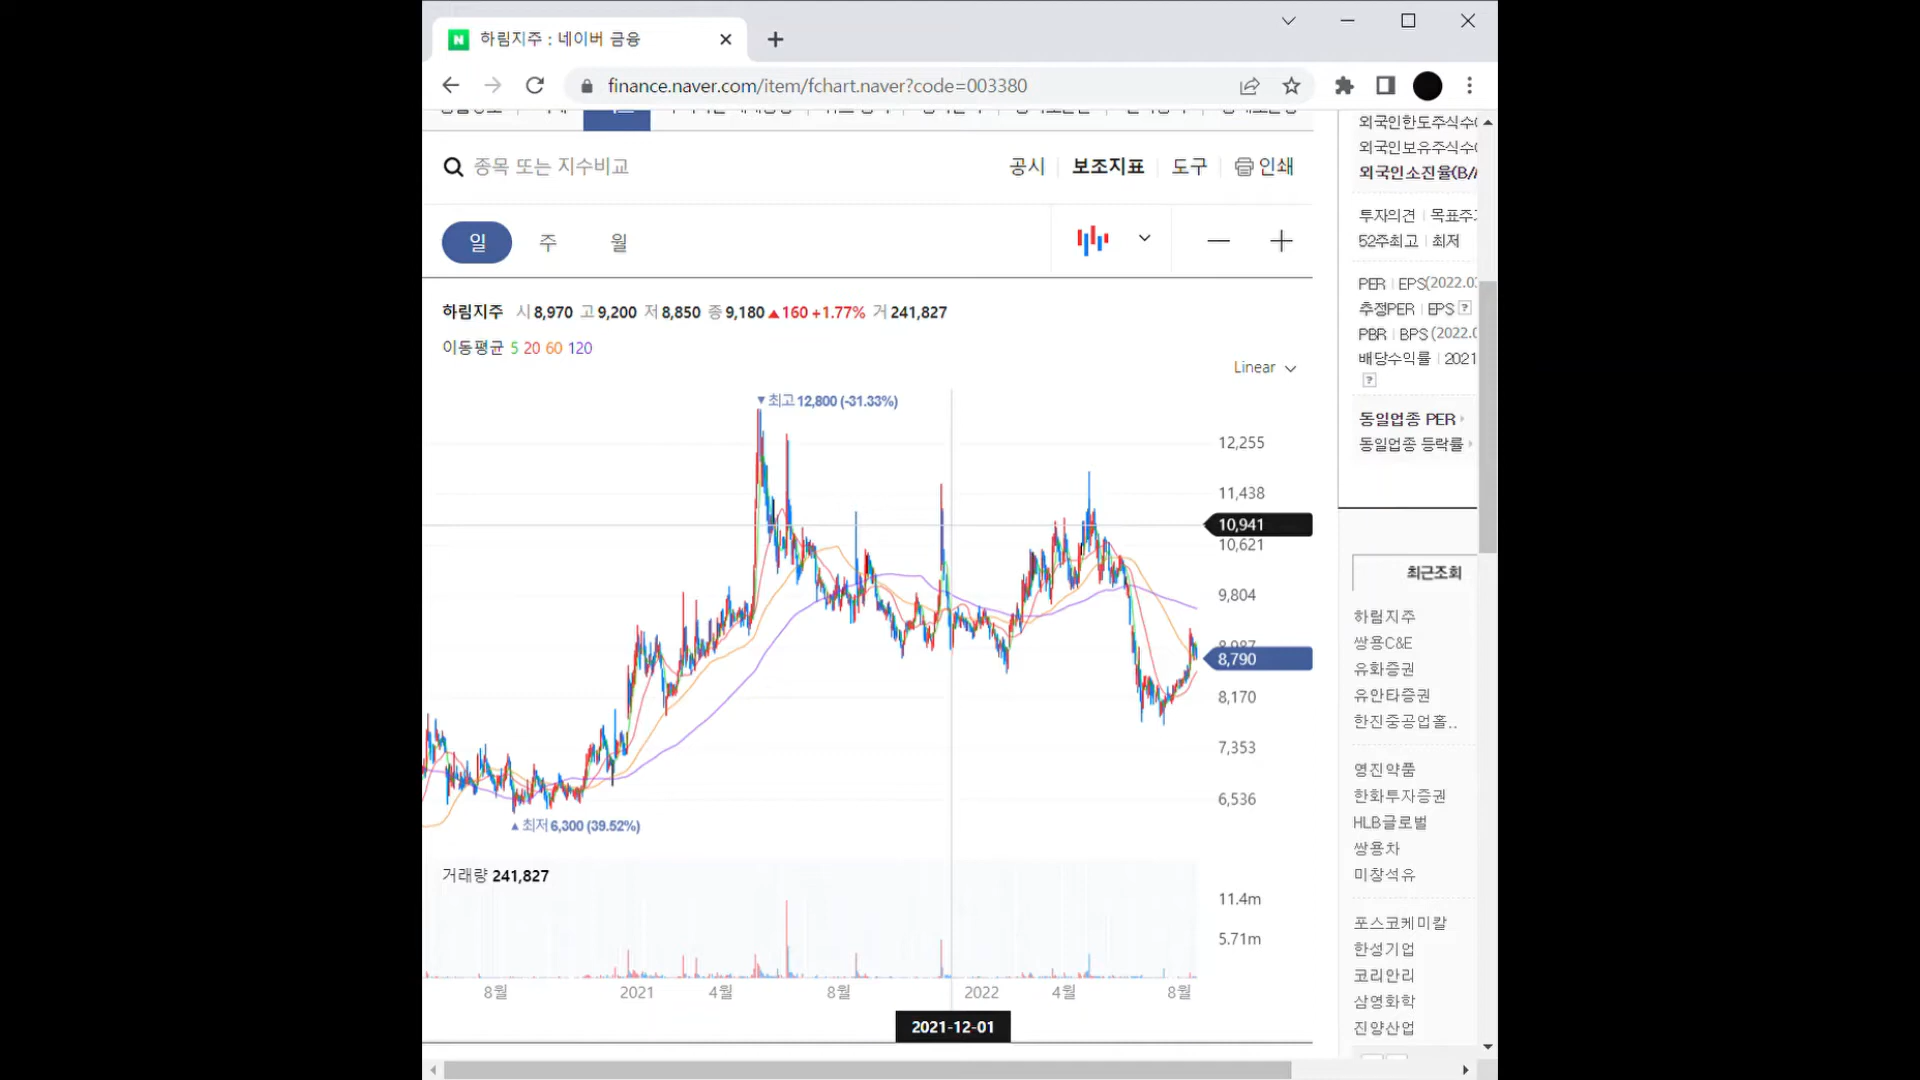 하림지주 : 네이버 금융
finance.naver.com/item/fchart.naver?code=003380
종목 또는 지수비교
공시 보조지표 도구 인쇄
일 주 월
하림지주 시 8,970 고 9,200 저 8,850 종 9,180 ▲160 +1.77% 거 241,827
이동평균 5 20 60 120
Linear
▼최고 12,800 (-31.33%)
12,255
11,438
10,941
10,621
9,804
8,790
8,170
7,353
6,536
▲최저 6,300 (39.52%)
거래량 241,827
11.4m
5.71m
8월 2021 4월 8월 2022 4월 8월
2021-12-01
외국인한도주식수(
외국인보유주식수(
외국인소진율(B/
투자의견 목표주
52주최고 최저
PER EPS(2022.0
추정PER EPS ?
PBR BPS (2022.0
배당수익률 2021
?
동일업종 PER
동일업종 등락률
최근조회
하림지주
쌍용C&E
유화증권
유안타증권
한진중공업홀..
영진약품
한화투자증권
HLB글로벌
쌍용차
미창석유
포스코케미칼
한성기업
코리안리
삼영화학
진양산업